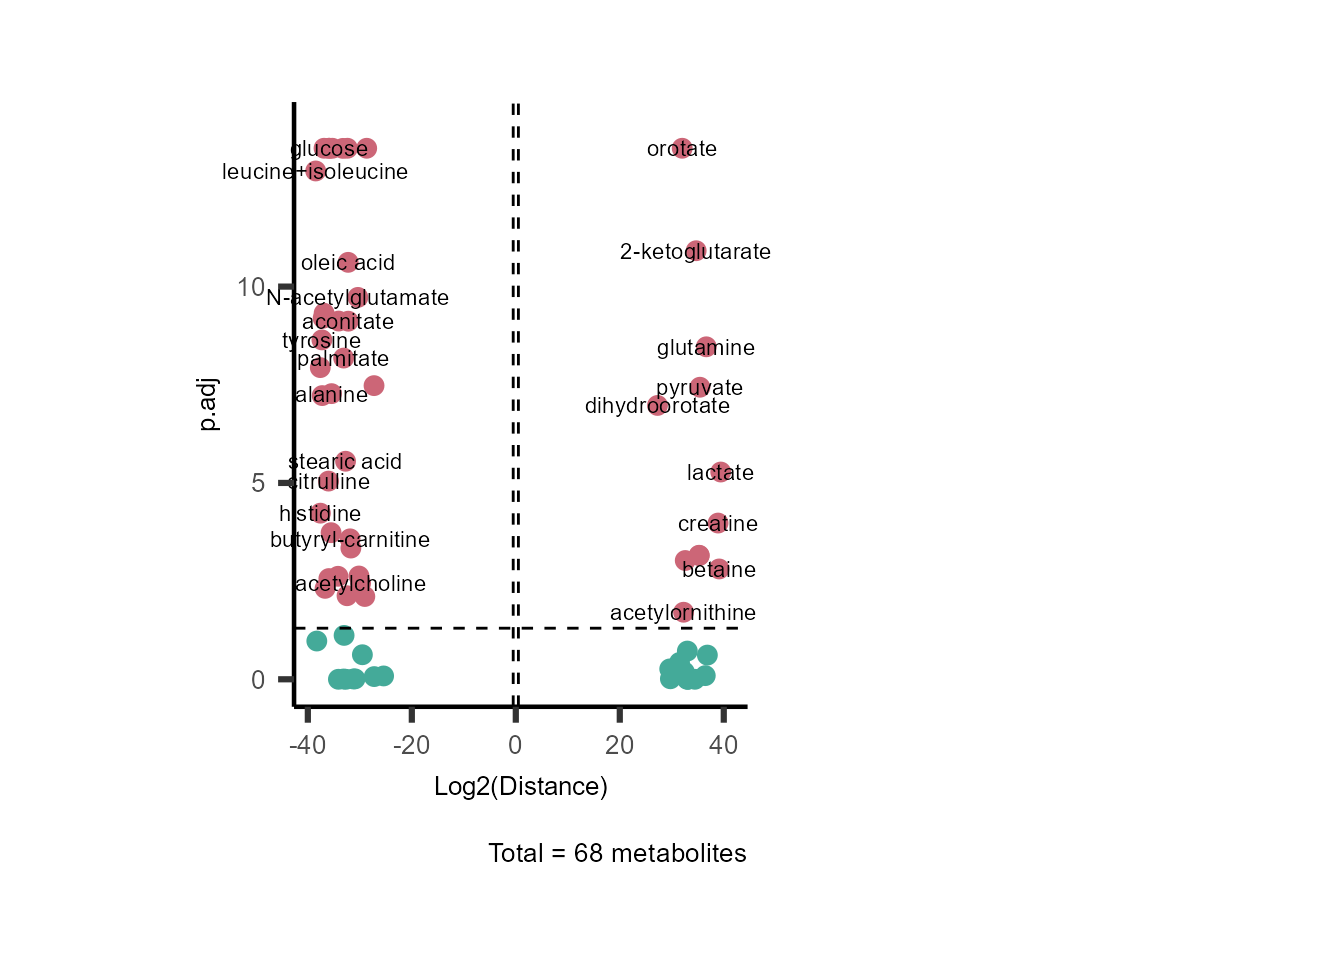 glucose
orotate
leucine+isoleucine
2-ketoglutarate
oleic acid
10
N-acetylglutamate
aconitate
tyrosine
glutamine
palmitate
pyruvate
alanine
dihydroorotate
p.adj
stearic acid
lactate
5
citrulline
histidine
creatine
butyryl-carnitine
betaine
acetylcholine
acetylornithine
0
-40 -20 0 20 40
Log2(Distance)
Total = 68 metabolites